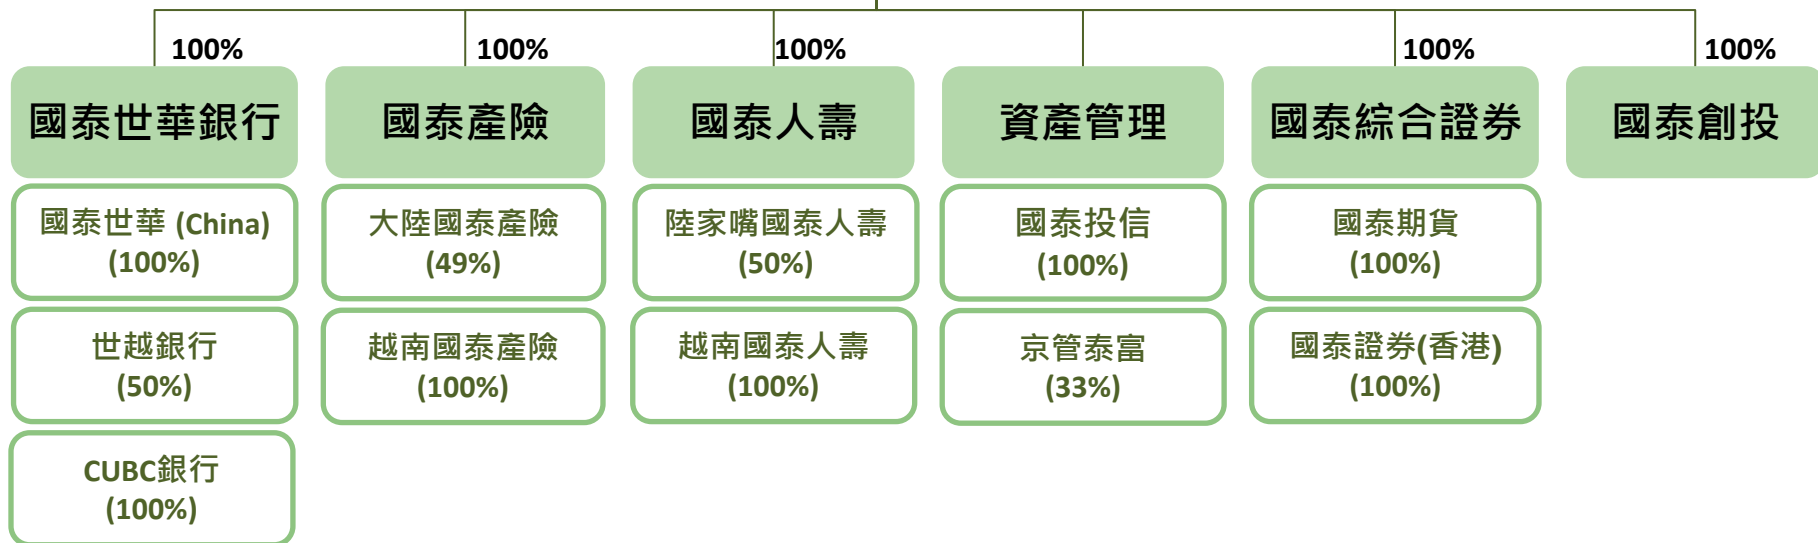 100%
100%
100%
100%
100%
國泰世華銀行
國泰產險
國泰人壽
資產管理
國泰綜合證券
國泰創投
國泰世華 (China)
(100%)
大陸國泰產險
(49%)
陸家嘴國泰人壽
(50%)
國泰投信
(100%)
國泰期貨
(100%)
世越銀行
(50%)
越南國泰產險
(100%)
越南國泰人壽
(100%)
京管泰富
(33%)
國泰證券(香港)
(100%)
CUBC銀行
(100%)